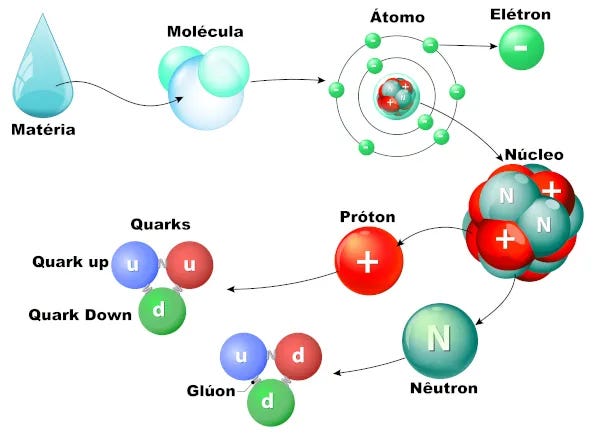 Matéria
Molécula
Átomo
Elétron
-
-
-
-
-
-
-
-
-
N
N
+
+
Núcleo
N
N
+
+
Próton
+
Quarks
Quark up
u
u
Quark Down
d
Nêutron
N
u
d
Glúon
d